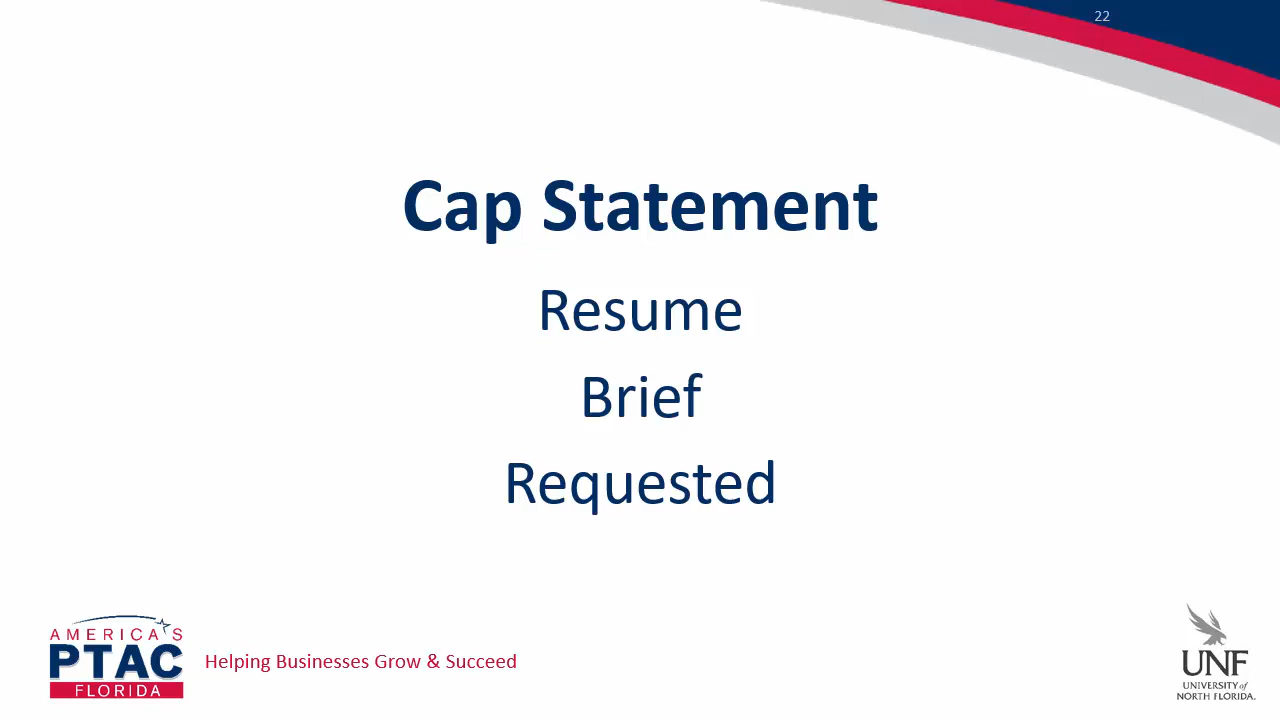 22
Cap Statement
Resume
Brief
Requested
AMERICA'S
PTAC
FLORIDA
Helping Businesses Grow & Succeed
UNF
UNIVERSITY of
NORTH FLORIDA.